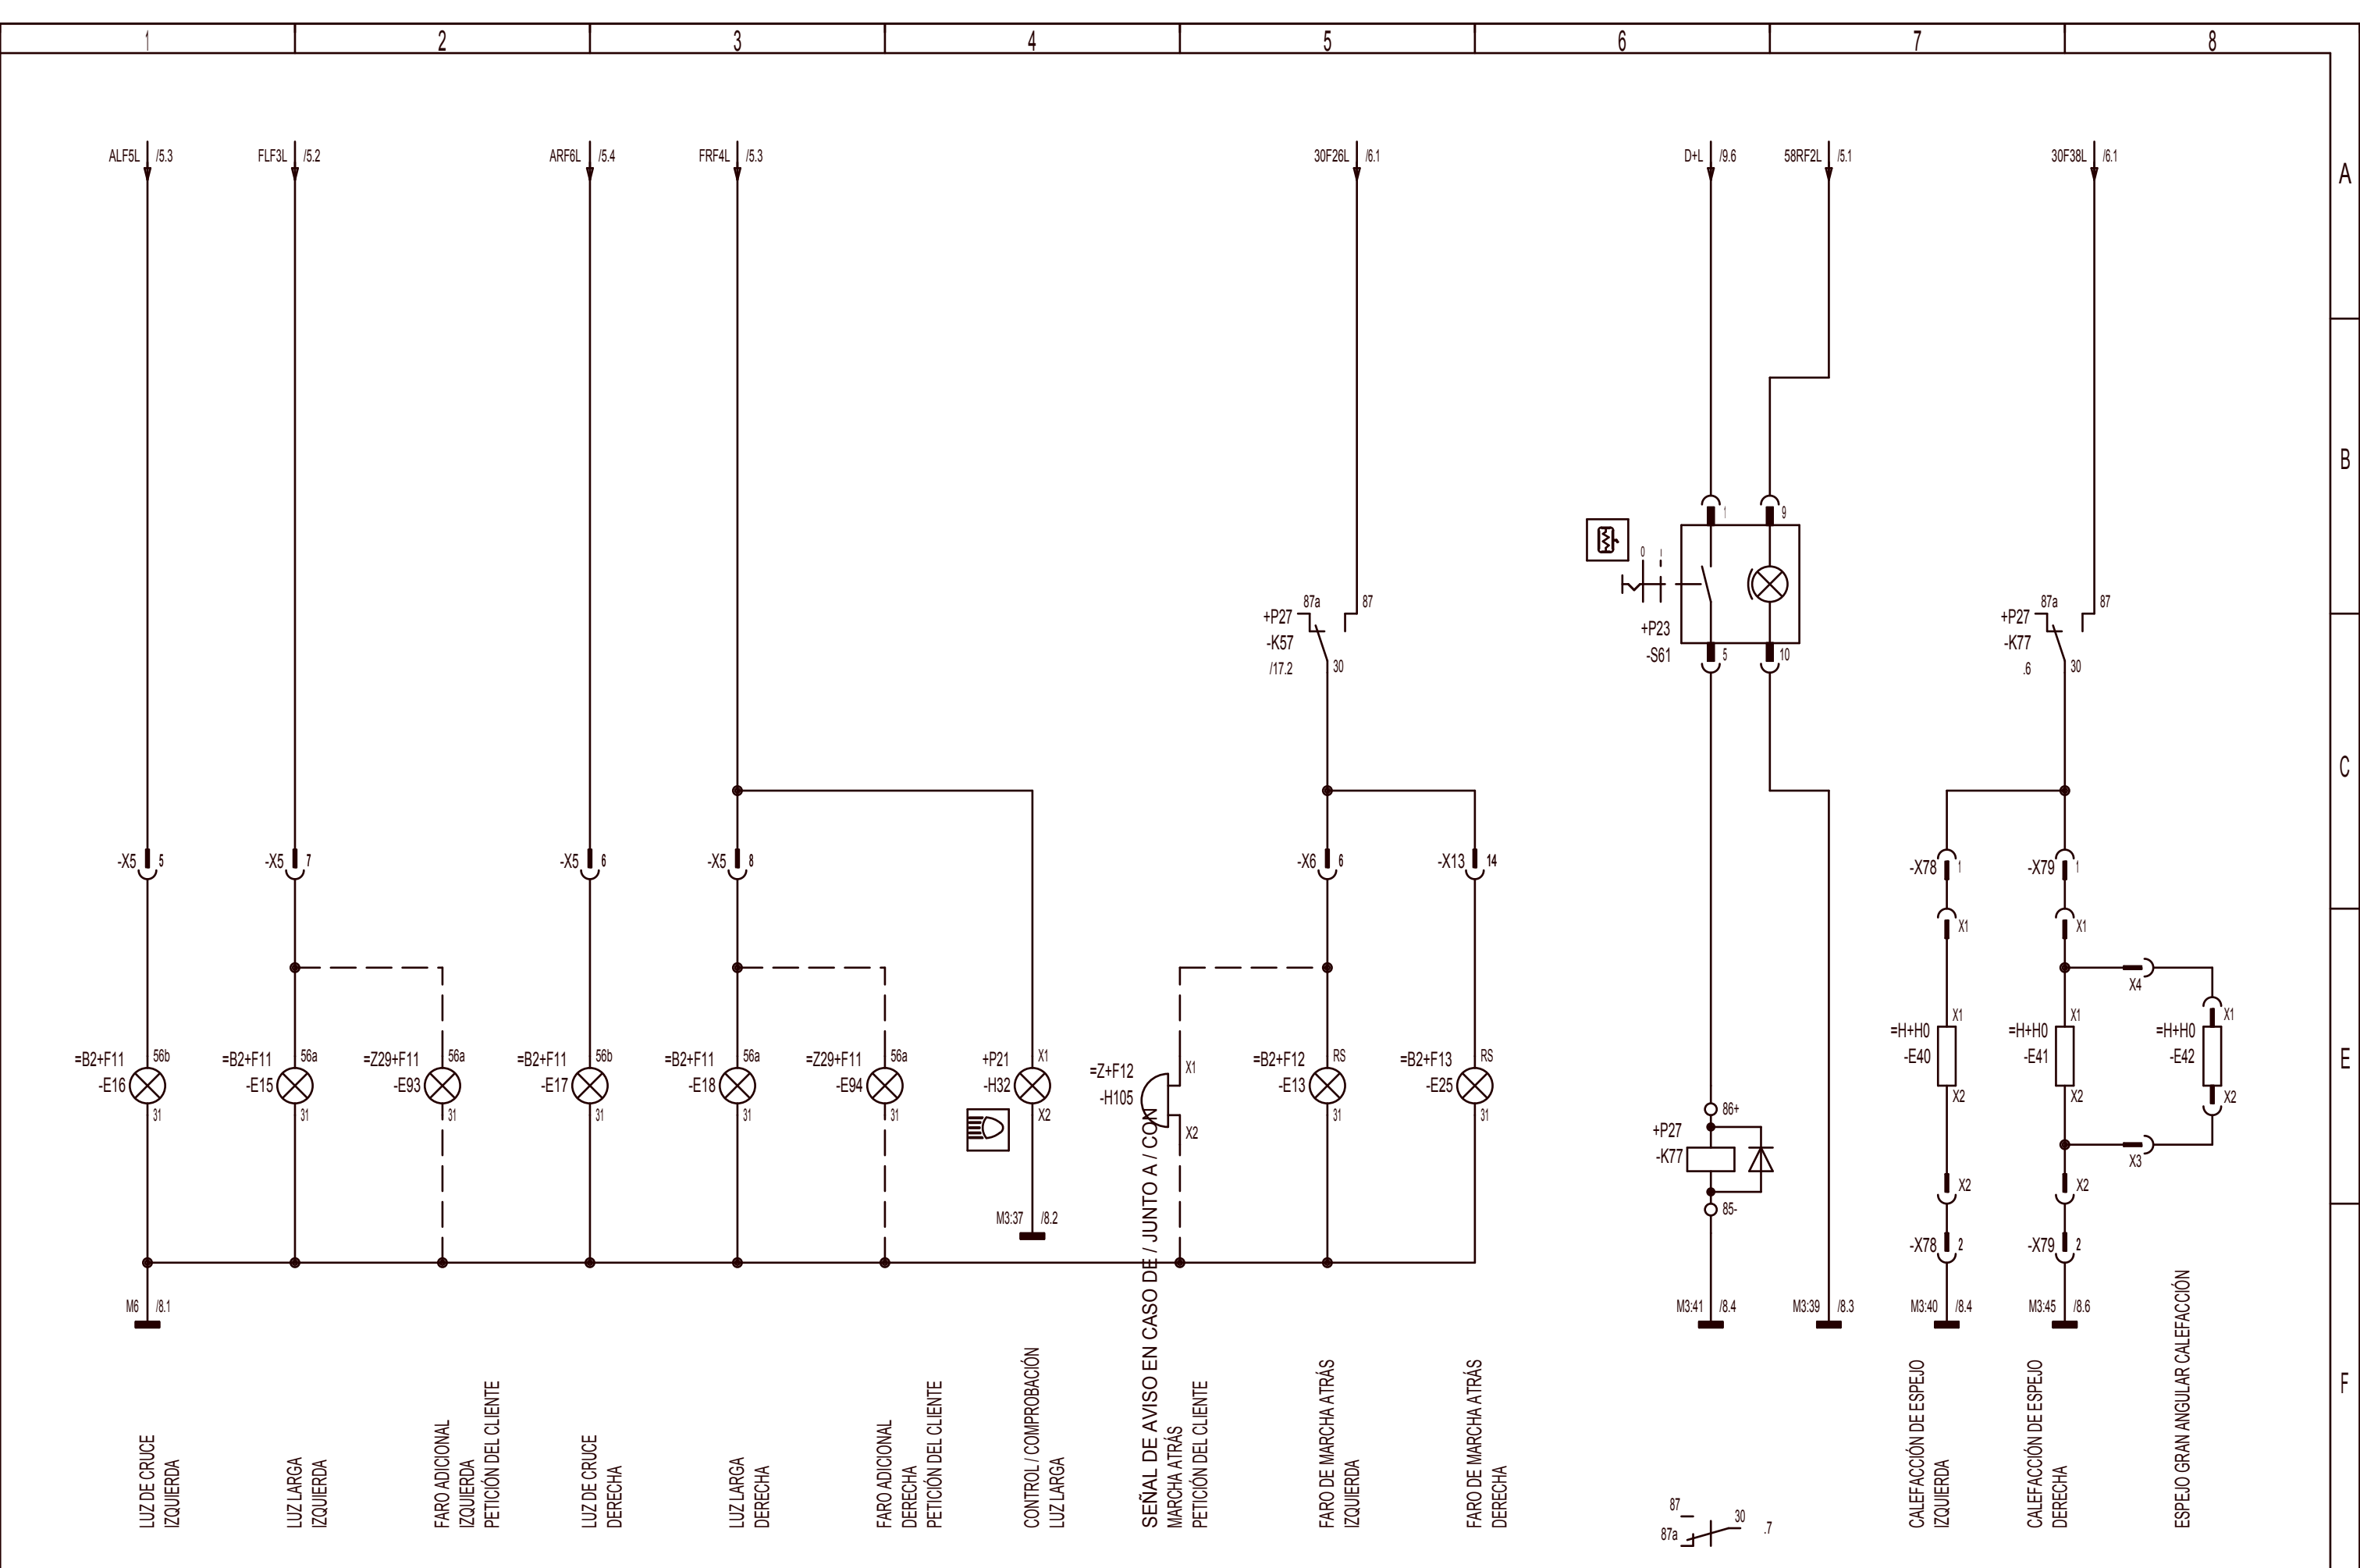 1 2 3 4 5 6 7 8
A
B
C
E
F
ALF5L /5.3
FLF3L /5.2
ARF6L /5.4
FRF4L /5.3
30F26L /6.1
D+L /9.6
58RF2L /5.1
30F38L /6.1
1 9
0 I
+P23
-S61
5 10
87a 87
+P27
-K57
/17.2 30
87a 87
+P27
-K77
.6 30
-X5 5
-X5 7
-X5 6
-X5 8
-X6 6
-X13 14
-X78 1
X1
-X79 1
X1
X4
=B2+F11 56b
-E16
31
=B2+F11 56a
-E15
31
=Z29+F11 56a
-E93
31
=B2+F11 56b
-E17
31
=B2+F11 56a
-E18
31
=Z29+F11 56a
-E94
31
+P21 X1
-H32
X2
M3:37 /8.2
=Z+F12 X1
-H105
X2
=B2+F12 RS
-E13
31
=B2+F13 RS
-E25
31
86+
+P27
-K77
85-
X1
=H+H0
-E40
X2
X2
-X78 2
X1
=H+H0
-E41
X2
X2
-X79 2
X1
=H+H0
-E42
X2
X3
M6 /8.1
M3:41 /8.4
M3:39 /8.3
M3:40 /8.4
M3:45 /8.6
LUZ DE CRUCE
IZQUIERDA
LUZ LARGA
IZQUIERDA
FARO ADICIONAL
IZQUIERDA
PETICIÓN DEL CLIENTE
LUZ DE CRUCE
DERECHA
LUZ LARGA
DERECHA
FARO ADICIONAL
DERECHA
PETICIÓN DEL CLIENTE
CONTROL / COMPROBACIÓN
LUZ LARGA
SEÑAL DE AVISO EN CASO DE / JUNTO A / CON
MARCHA ATRÁS
PETICIÓN DEL CLIENTE
FARO DE MARCHA ATRÁS
IZQUIERDA
FARO DE MARCHA ATRÁS
DERECHA
87
87a 30 .7
CALEFACCIÓN DE ESPEJO
IZQUIERDA
CALEFACCIÓN DE ESPEJO
DERECHA
ESPEJO GRAN ANGULAR CALEFACCIÓN